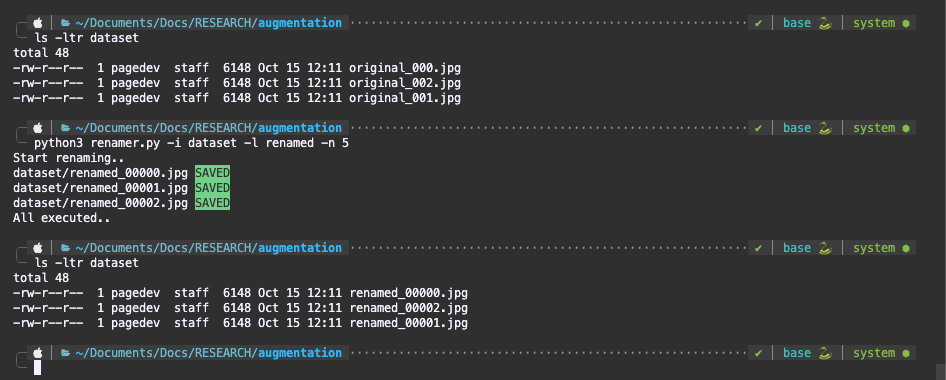 ~/Documents/Docs/RESEARCH/augmentation ✔ base system
ls -ltr dataset
total 48
-rw-r--r--  1 pagedev  staff  6148 Oct 15 12:11 original_000.jpg
-rw-r--r--  1 pagedev  staff  6148 Oct 15 12:11 original_002.jpg
-rw-r--r--  1 pagedev  staff  6148 Oct 15 12:11 original_001.jpg
~/Documents/Docs/RESEARCH/augmentation ✔ base system
python3 renamer.py -i dataset -l renamed -n 5
Start renaming..
dataset/renamed_00000.jpg SAVED
dataset/renamed_00001.jpg SAVED
dataset/renamed_00002.jpg SAVED
All executed..
~/Documents/Docs/RESEARCH/augmentation ✔ base system
ls -ltr dataset
total 48
-rw-r--r--  1 pagedev  staff  6148 Oct 15 12:11 renamed_00000.jpg
-rw-r--r--  1 pagedev  staff  6148 Oct 15 12:11 renamed_00002.jpg
-rw-r--r--  1 pagedev  staff  6148 Oct 15 12:11 renamed_00001.jpg
~/Documents/Docs/RESEARCH/augmentation ✔ base system